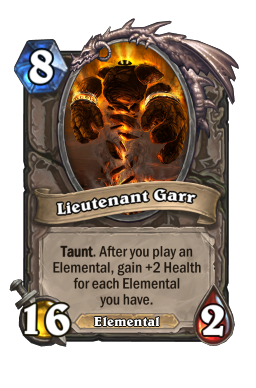 8
Lieutenant Garr
Taunt. After you play an
Elemental, gain +2 Health
for each Elemental
you have.
16
Elemental
2